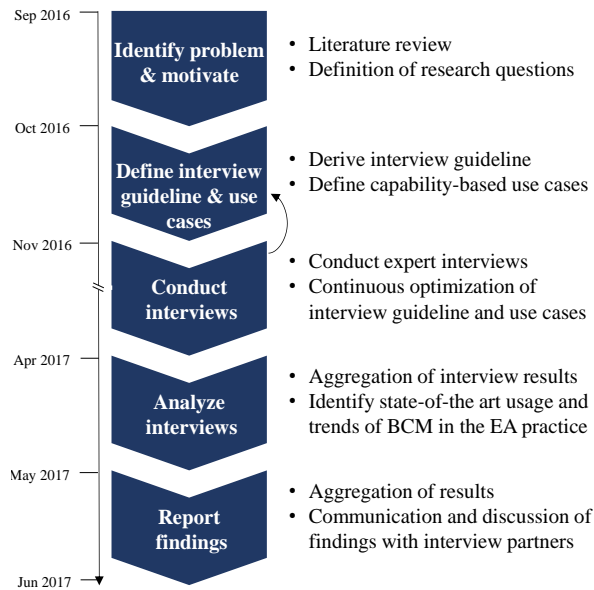 Sep 2016
Identify problem
& motivate
• Literature review
• Definition of research questions
Oct 2016
Define interview
guideline & use
cases
• Derive interview guideline
• Define capability-based use cases
Nov 2016
Conduct
interviews
• Conduct expert interviews
• Continuous optimization of
interview guideline and use cases
Apr 2017
Analyze
interviews
• Aggregation of interview results
• Identify state-of-the art usage and
trends of BCM in the EA practice
May 2017
Report
findings
• Aggregation of results
• Communication and discussion of
findings with interview partners
Jun 2017